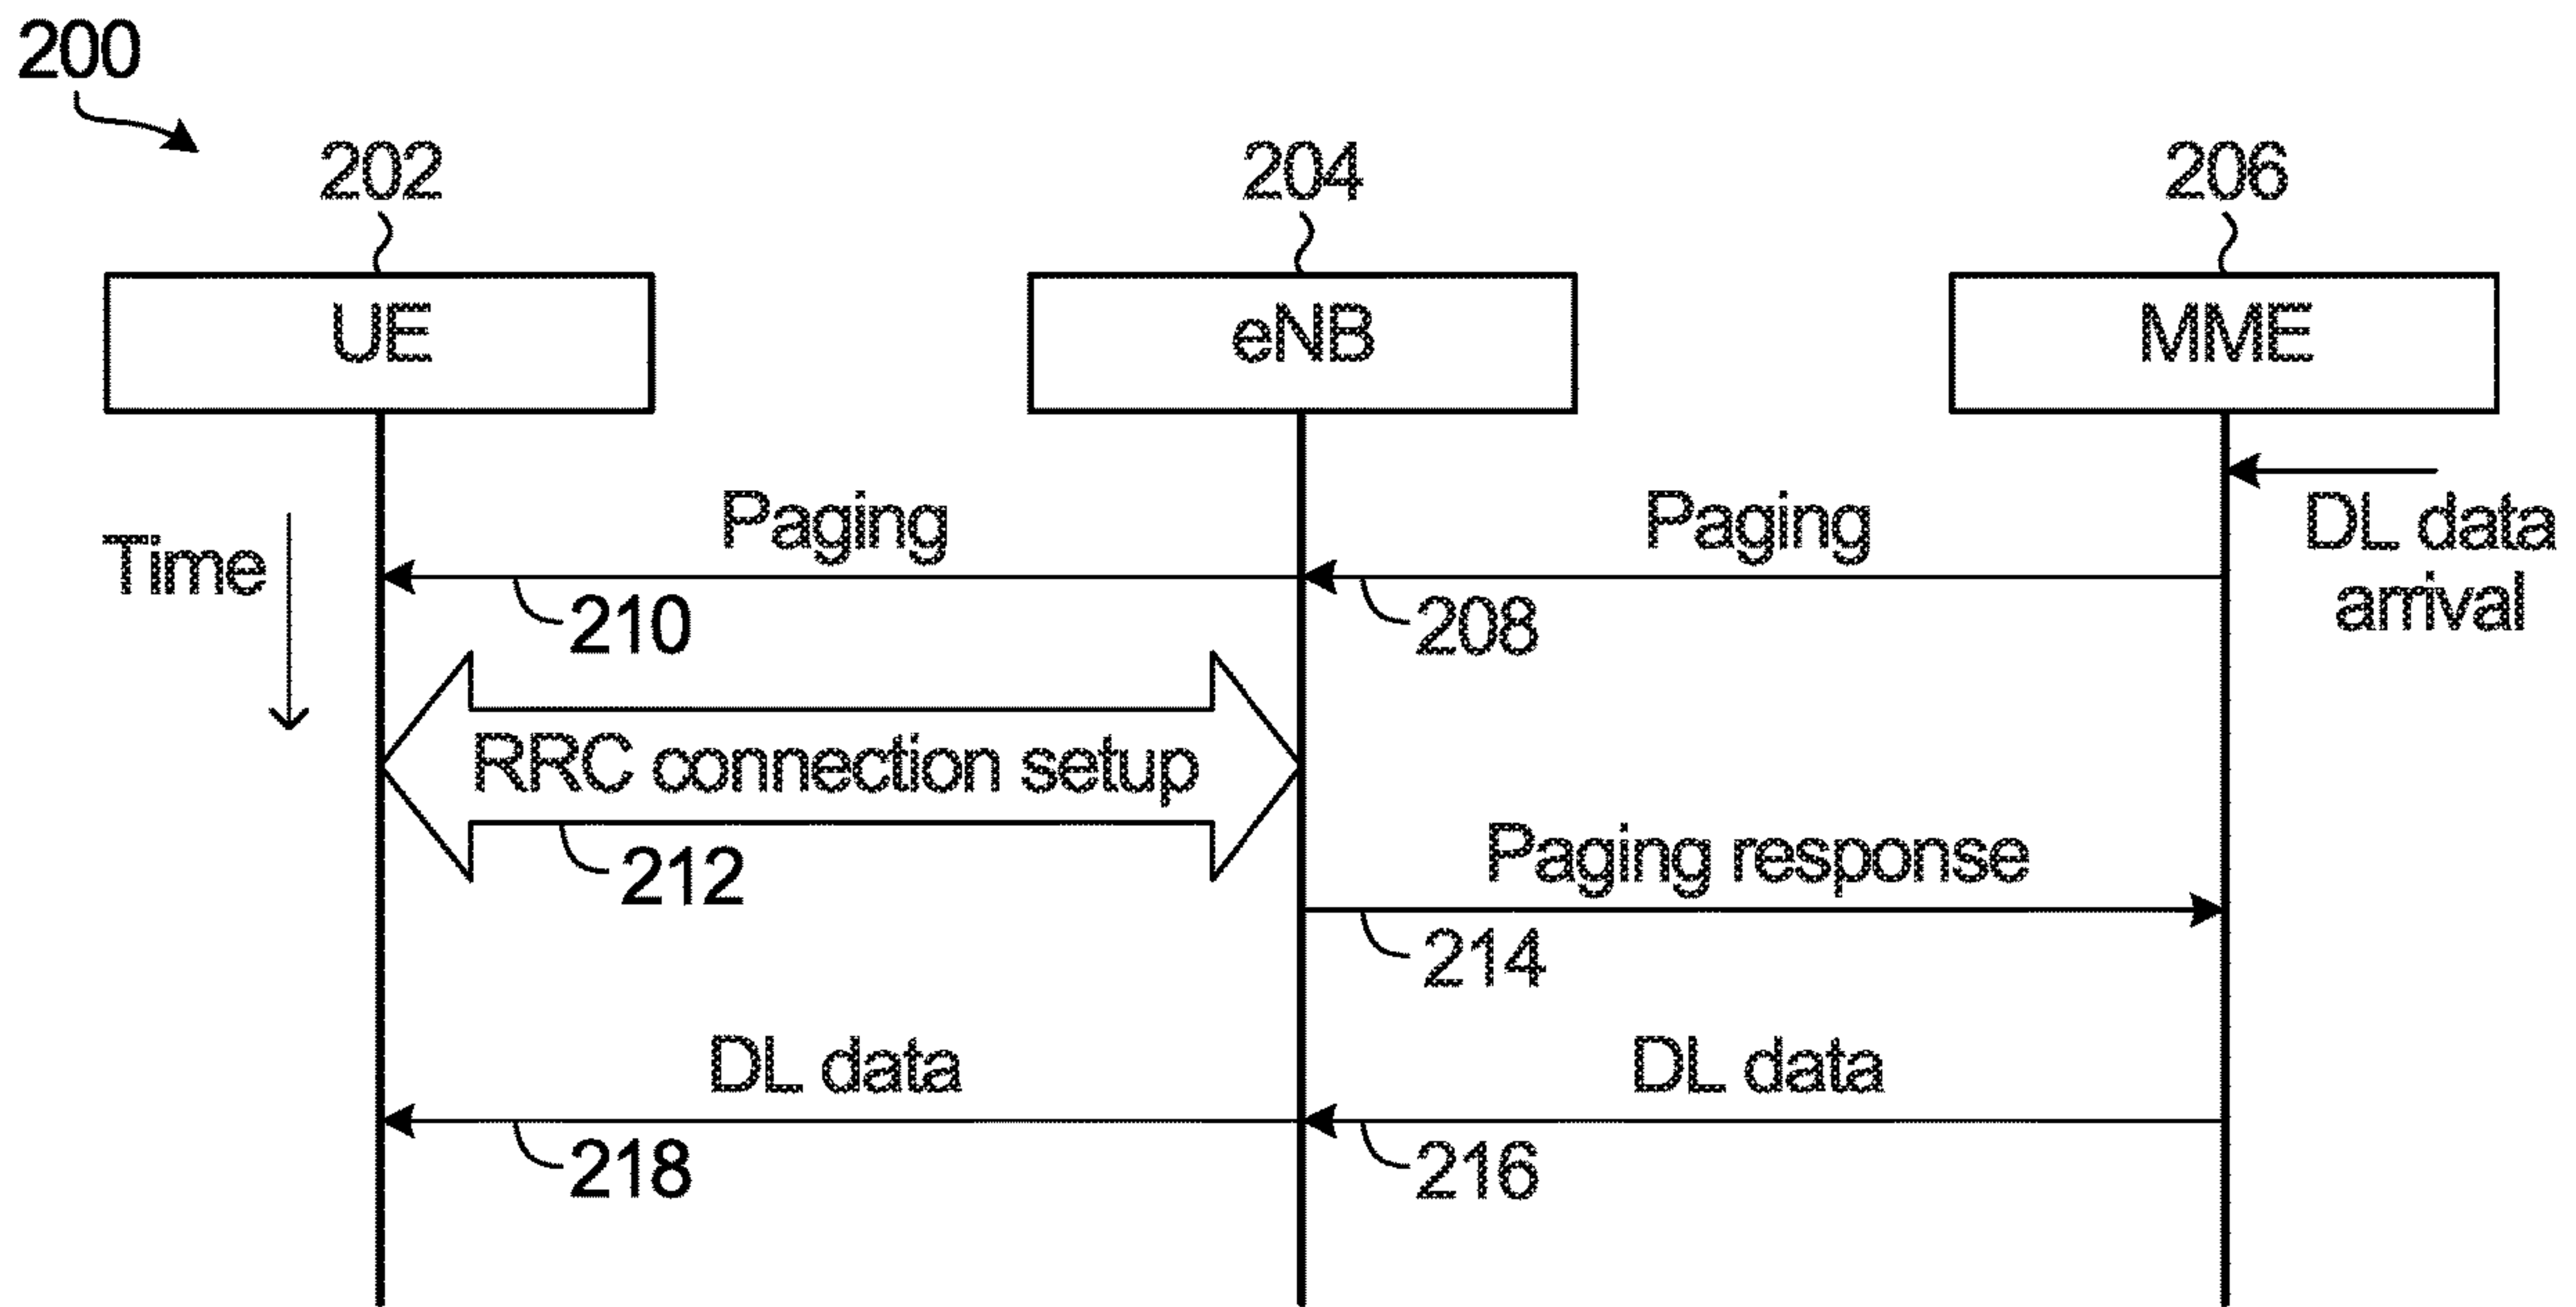 200
202
204
206
UE
eNB
MME
Paging
Paging
DL data
arrival
Time
210
208
RRC connection setup
212
Paging response
214
DL data
DL data
218
216